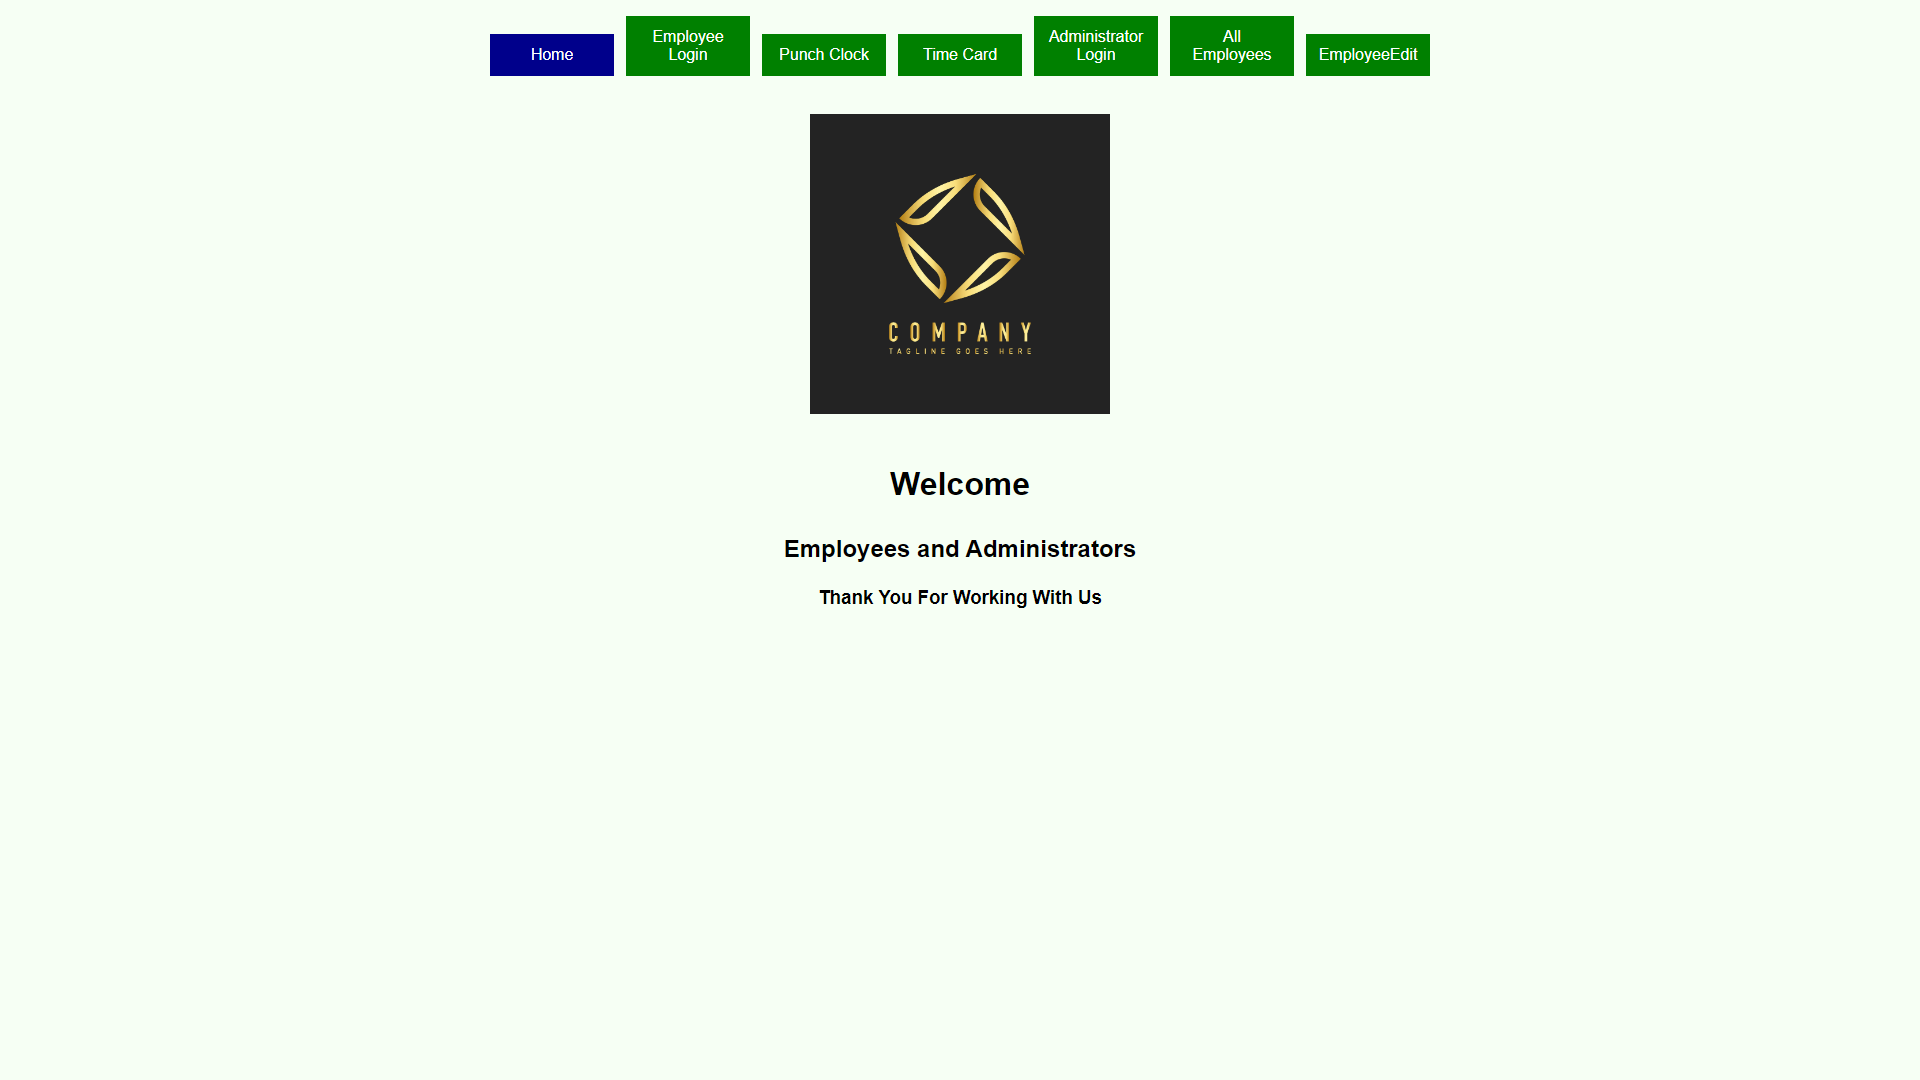 Home
Employee
Login
Punch Clock
Time Card
Administrator
Login
All
Employees
EmployeeEdit
COMPANY
TAGLINE GOES HERE
Welcome
Employees and Administrators
Thank You For Working With Us